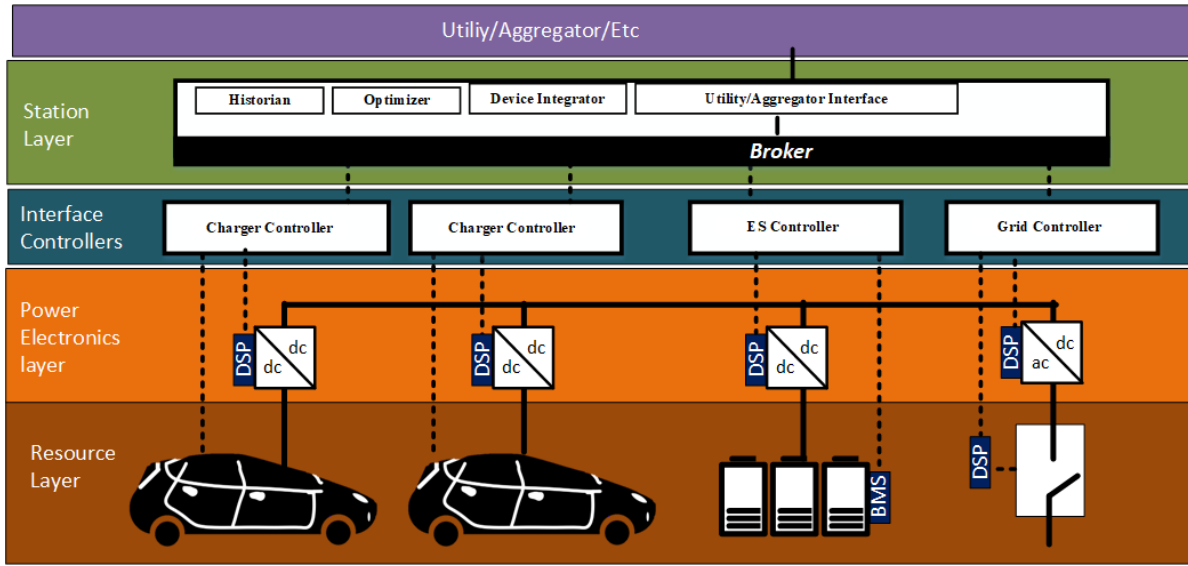 Utiliy/Aggregator/Etc
Station
Layer
Historian
Optimizer
Device Integrator
Utility/Aggregator Interface
Broker
Interface
Controllers
Charger Controller
Charger Controller
ES Controller
Grid Controller
Power
Electronics
layer
DSP
dc
dc
DSP
dc
dc
DSP
dc
dc
DSP
dc
ac
Resource
Layer
BMS
DSP